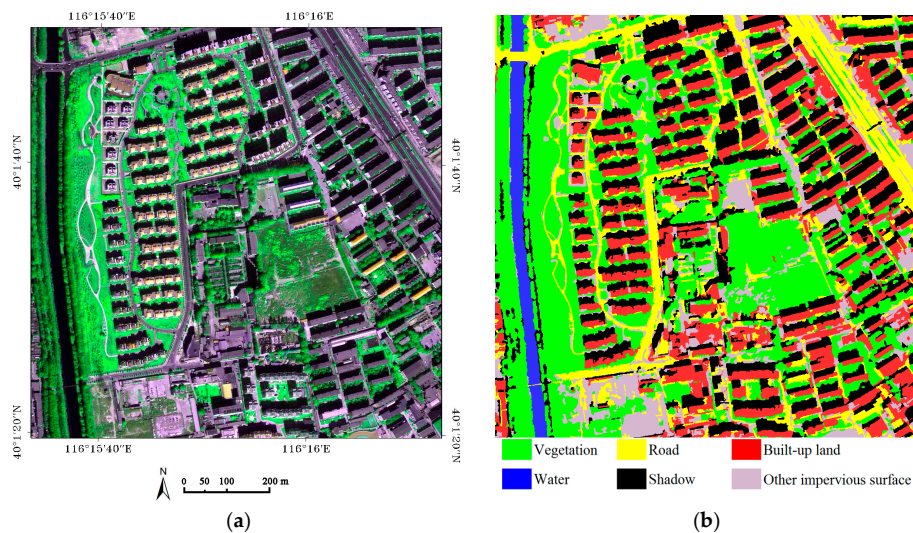 116°15′40′′E 116°16′E
40°1′40′′N 40°1′40′′N
40°1′20′′N 40°1′20′′N
116°15′40′′E 116°16′E
N
0 50 100 200 m
(a)
Vegetation Road Built-up land
Water Shadow Other impervious surface
(b)